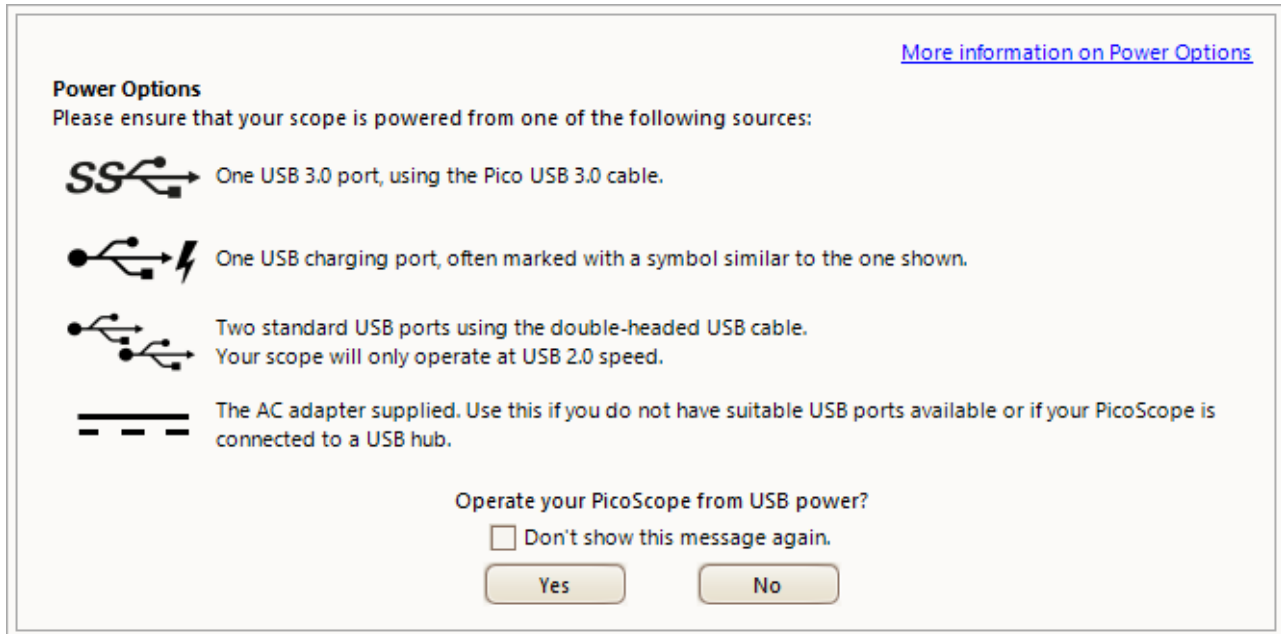 More information on Power Options
Power Options
Please ensure that your scope is powered from one of the following sources:
SS
One USB 3.0 port, using the Pico USB 3.0 cable.
One USB charging port, often marked with a symbol similar to the one shown.
Two standard USB ports using the double-headed USB cable.
Your scope will only operate at USB 2.0 speed.
The AC adapter supplied. Use this if you do not have suitable USB ports available or if your PicoScope is
connected to a USB hub.
Operate your PicoScope from USB power?
Don't show this message again.
Yes No